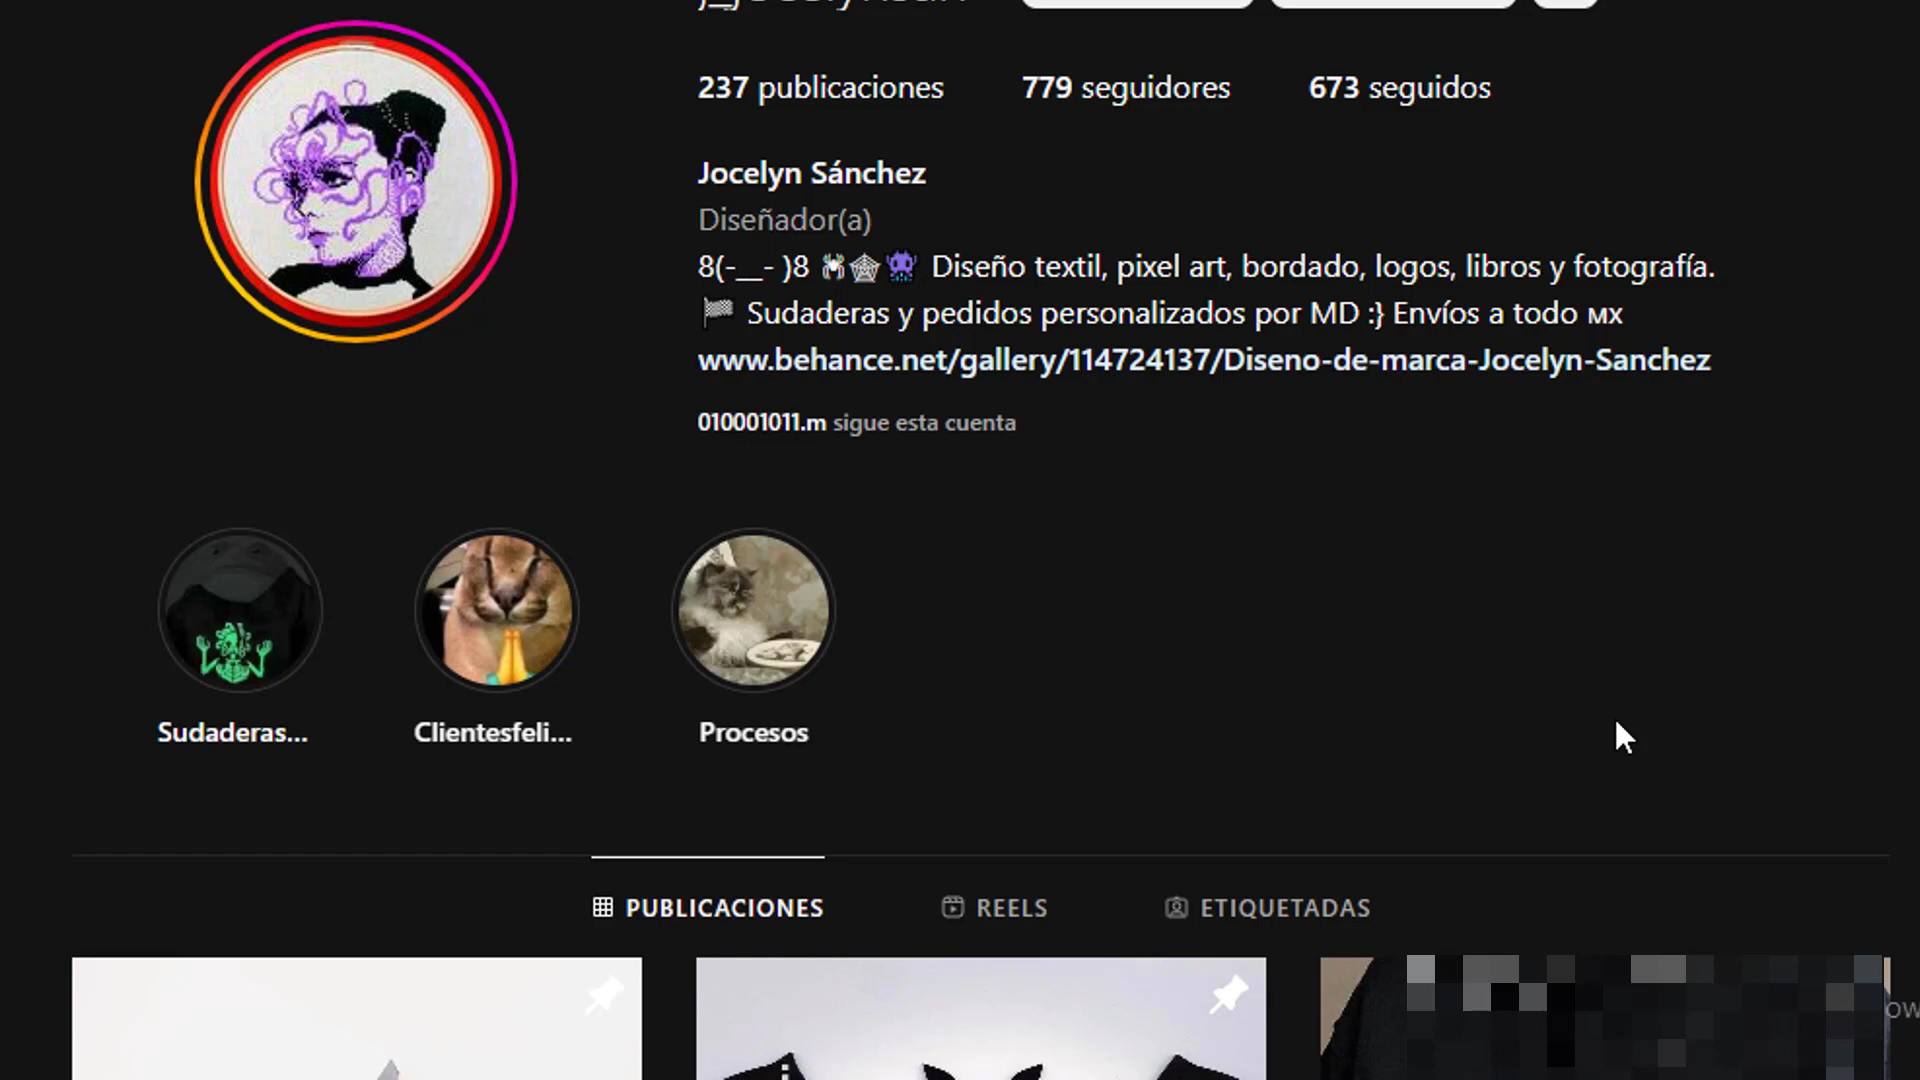 237 publicaciones 779 seguidores 673 seguidos
Jocelyn Sánchez
Diseñador(a)
8(-__- )8 🕷🕸👾 Diseño textil, pixel art, bordado, logos, libros y fotografía.
🏁 Sudaderas y pedidos personalizados por MD :} Envíos a todo мx
www.behance.net/gallery/114724137/Diseno-de-marca-Jocelyn-Sanchez
010001011.m sigue esta cuenta
Sudaderas... Clientesfeli... Procesos
PUBLICACIONES REELS ETIQUETADAS